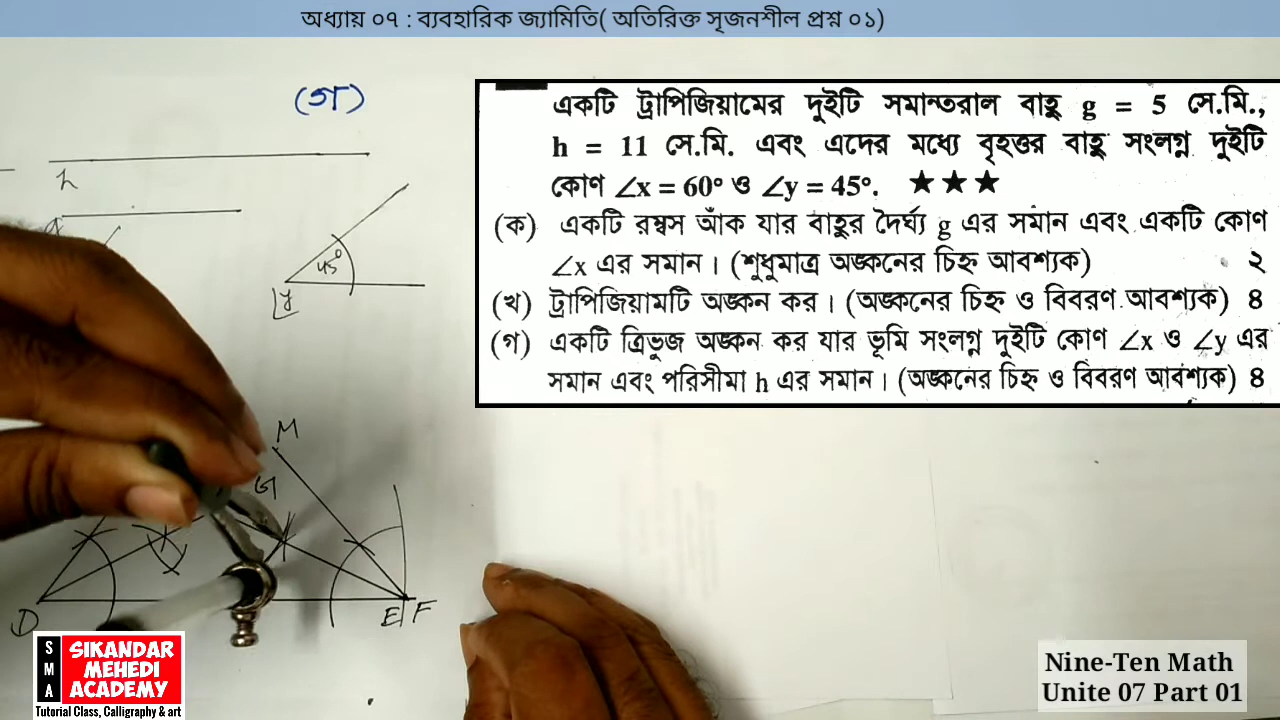 অধ্যায় ০৭ : ব্যবহারিক জ্যামিতি( অতিরিক্ত সৃজনশীল প্রশ্ন ০১)
(গ)
h
g
45°
y
একটি ট্রাপিজিয়ামের দুইটি সমান্তরাল বাহু g = 5 সে.মি.,
h = 11 সে.মি. এবং এদের মধ্যে বৃহত্তর বাহু সংলগ্ন দুইটি
কোণ ∠x = 60° ও ∠y = 45°. ★★★
(ক) একটি রম্বস আঁক যার বাহুর দৈর্ঘ্য g এর সমান এবং একটি কোণ
∠x এর সমান। (শুধুমাত্র অঙ্কনের চিহ্ন আবশ্যক) ২
(খ) ট্রাপিজিয়ামটি অঙ্কন কর। (অঙ্কনের চিহ্ন ও বিবরণ আবশ্যক) ৪
(গ) একটি ত্রিভুজ অঙ্কন কর যার ভূমি সংলগ্ন দুইটি কোণ ∠x ও ∠y এর
সমান এবং পরিসীমা h এর সমান। (অঙ্কনের চিহ্ন ও বিবরণ আবশ্যক) ৪
M
G
D
E F
SMA
SIKANDAR
MEHEDI
ACADEMY
Tutorial Class, Calligraphy & art
Nine-Ten Math
Unite 07 Part 01